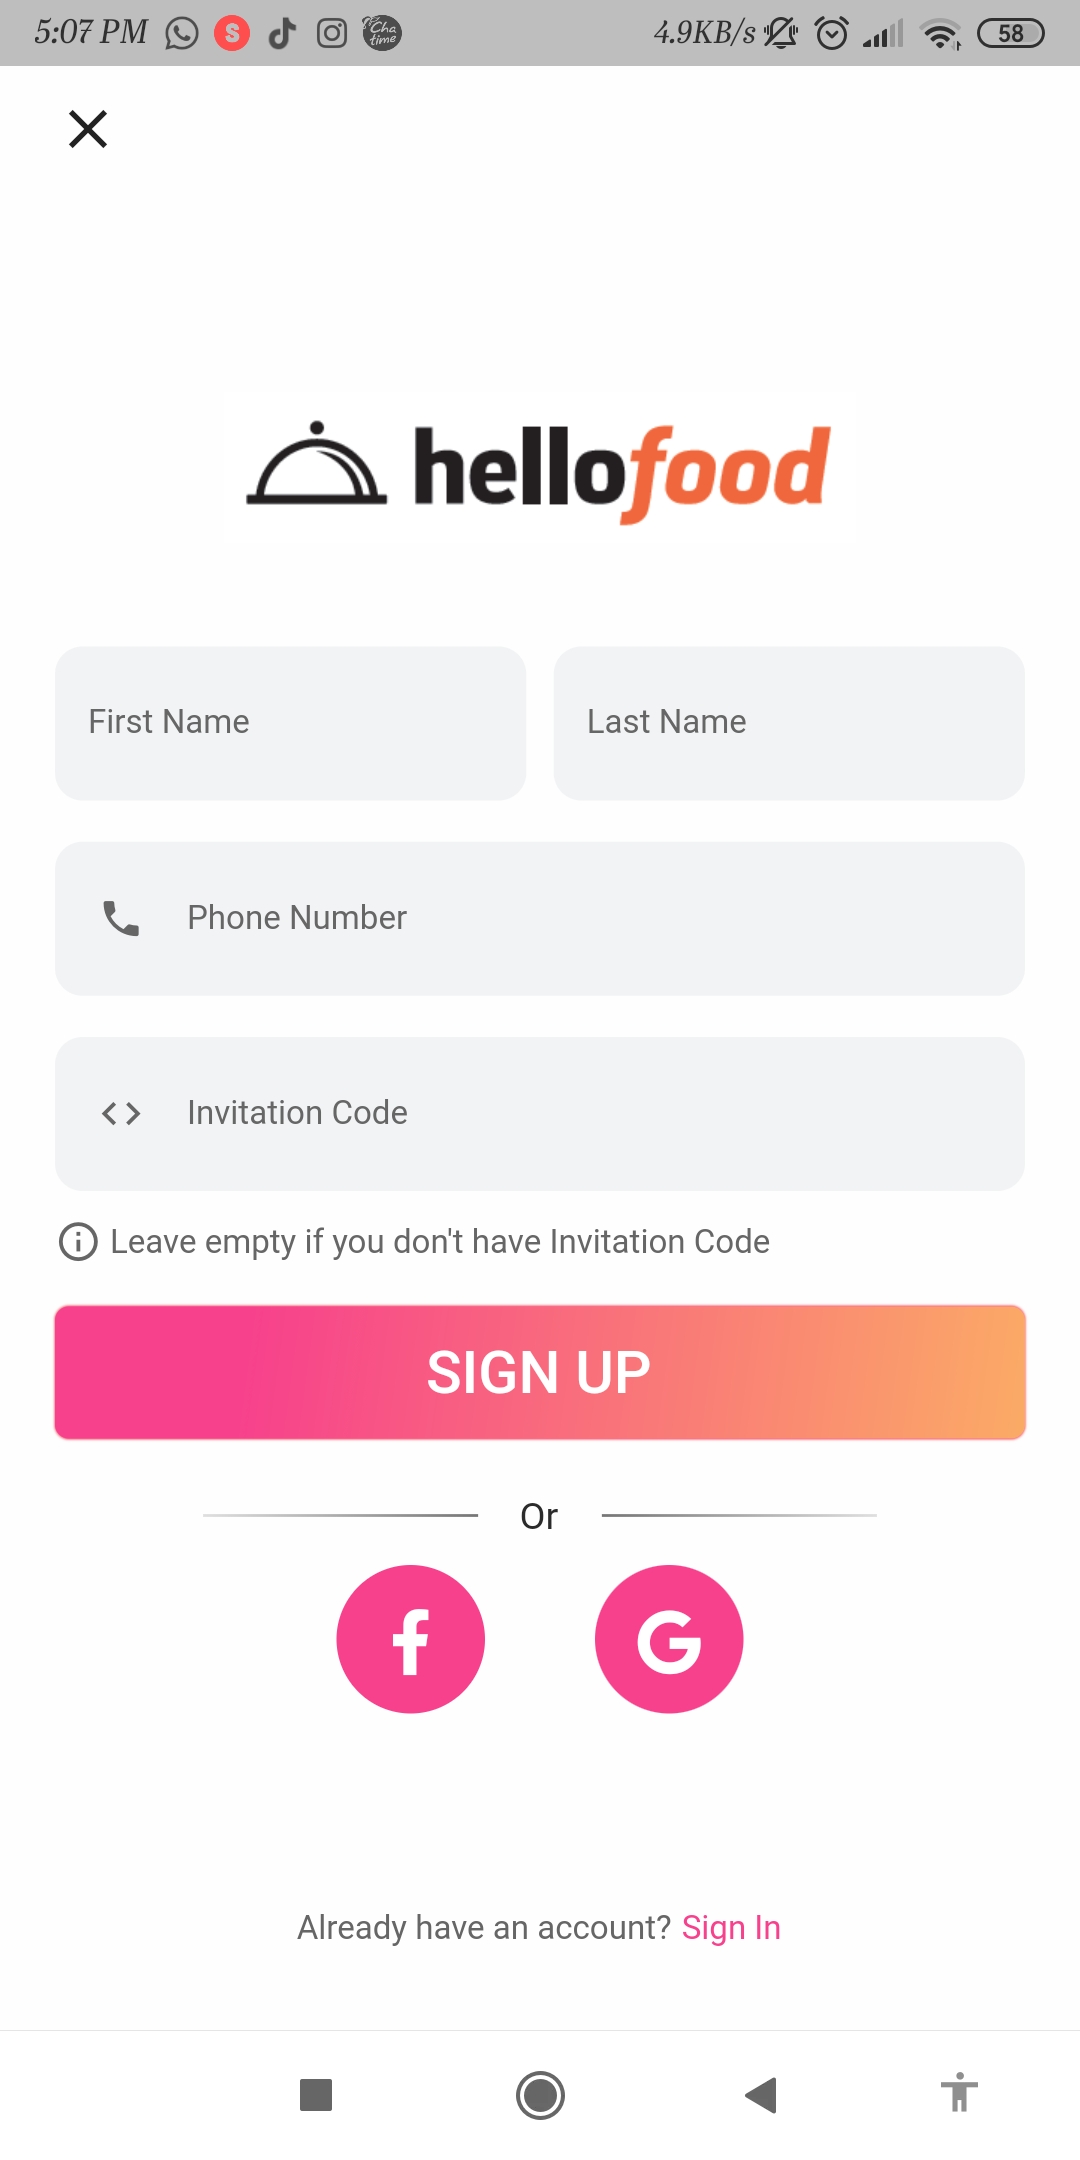 5:07 PM 4.9KB/s 58
hellofood
First Name Last Name
Phone Number
Invitation Code
Leave empty if you don't have Invitation Code
SIGN UP
Or
Already have an account? Sign In